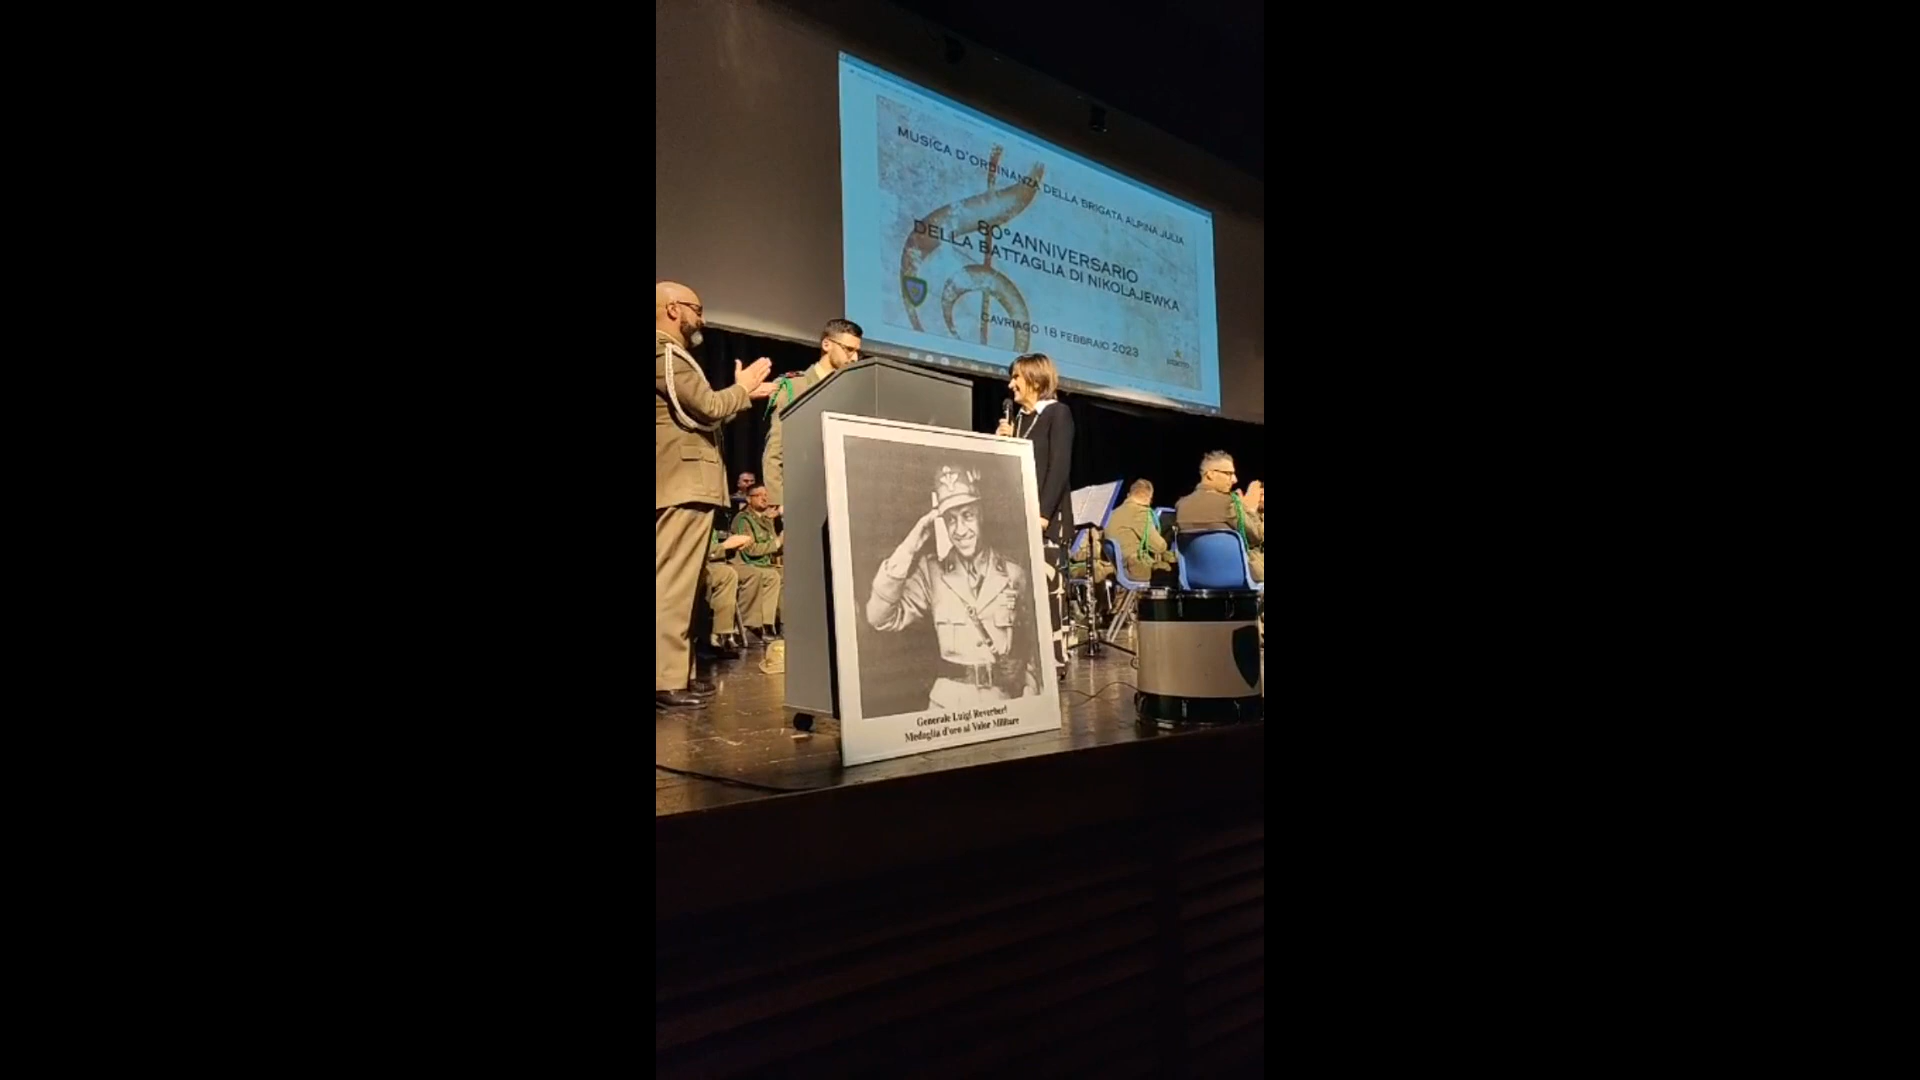 MUSICA D'ORDINANZA DELLA BRIGATA ALPINA JULIA
80°ANNIVERSARIO
DELLA BATTAGLIA DI NIKOLAJEWKA
CAVRIAGO 18 FEBBRAIO 2023
Generale Luigi Reverberi
Medaglia d'oro al Valor Militare